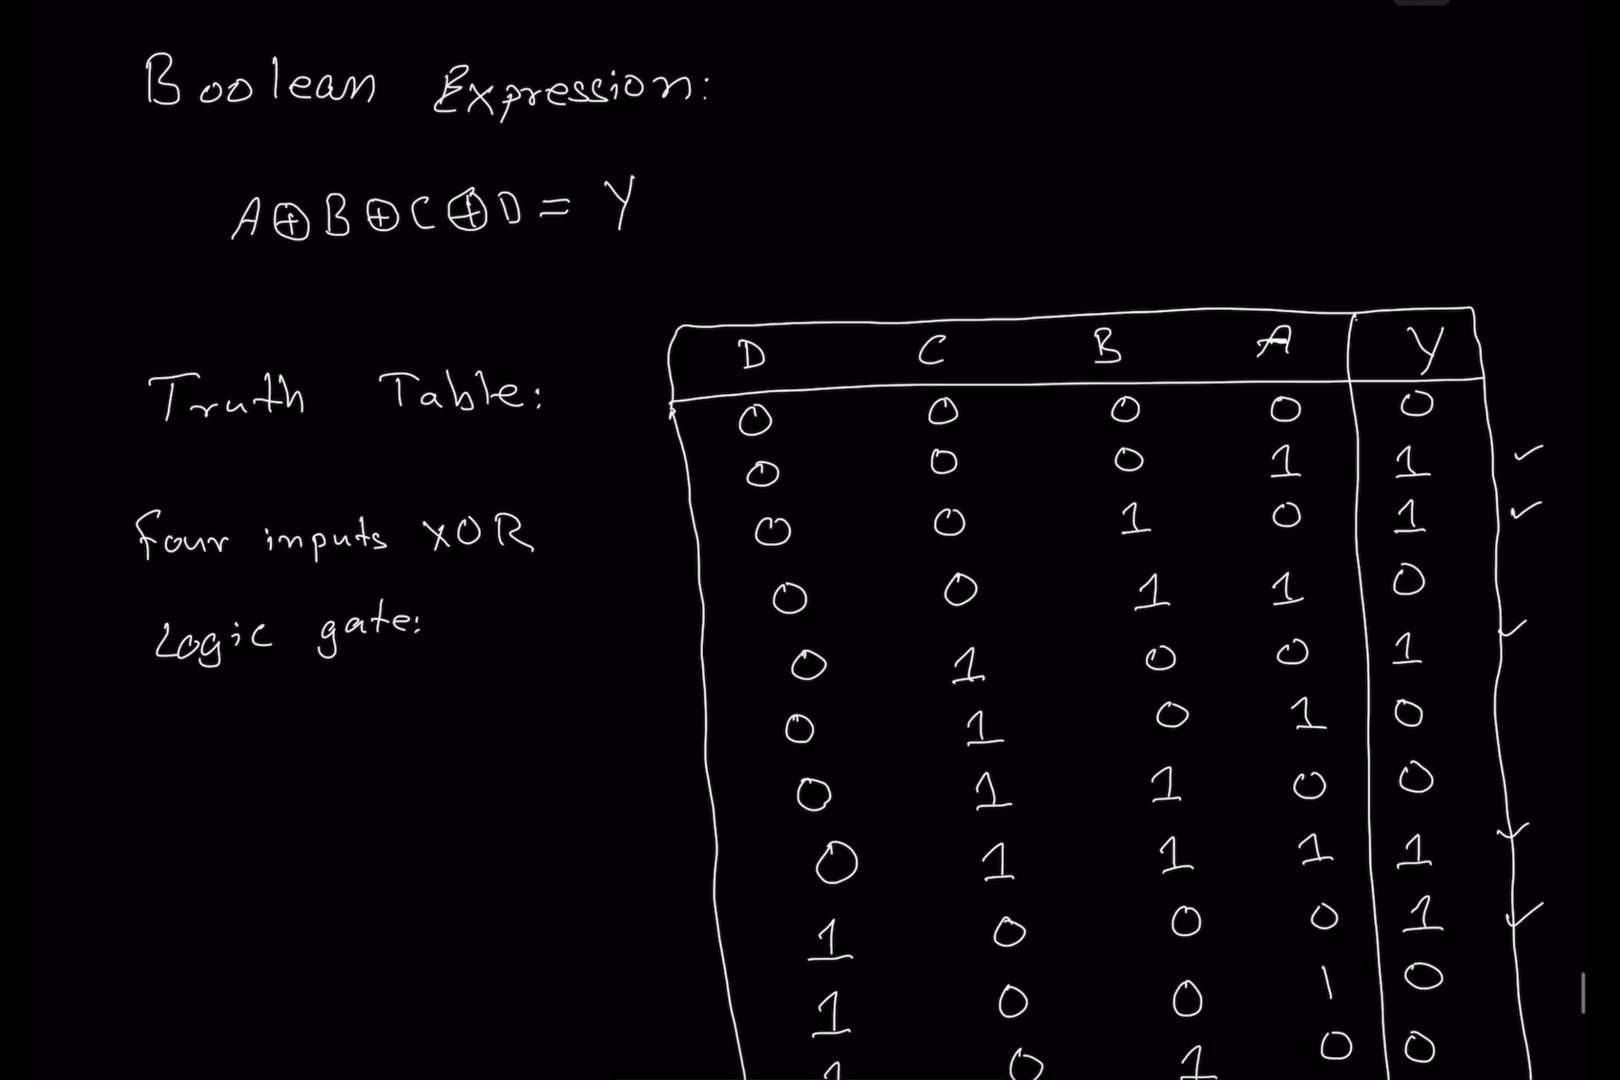 Boolean Expression:
A⊕B⊕C⊕D = Y
Truth Table:
four inputs XOR
Logic gate:
D C B A Y
0 0 0 0 0
0 0 0 1 1 ✓
0 0 1 0 1 ✓
0 0 1 1 0
0 1 0 0 1 ✓
0 1 0 1 0
0 1 1 0 0
0 1 1 1 1 ✓
1 0 0 0 1 ✓
1 0 0 1 0
1 0 1 0 0